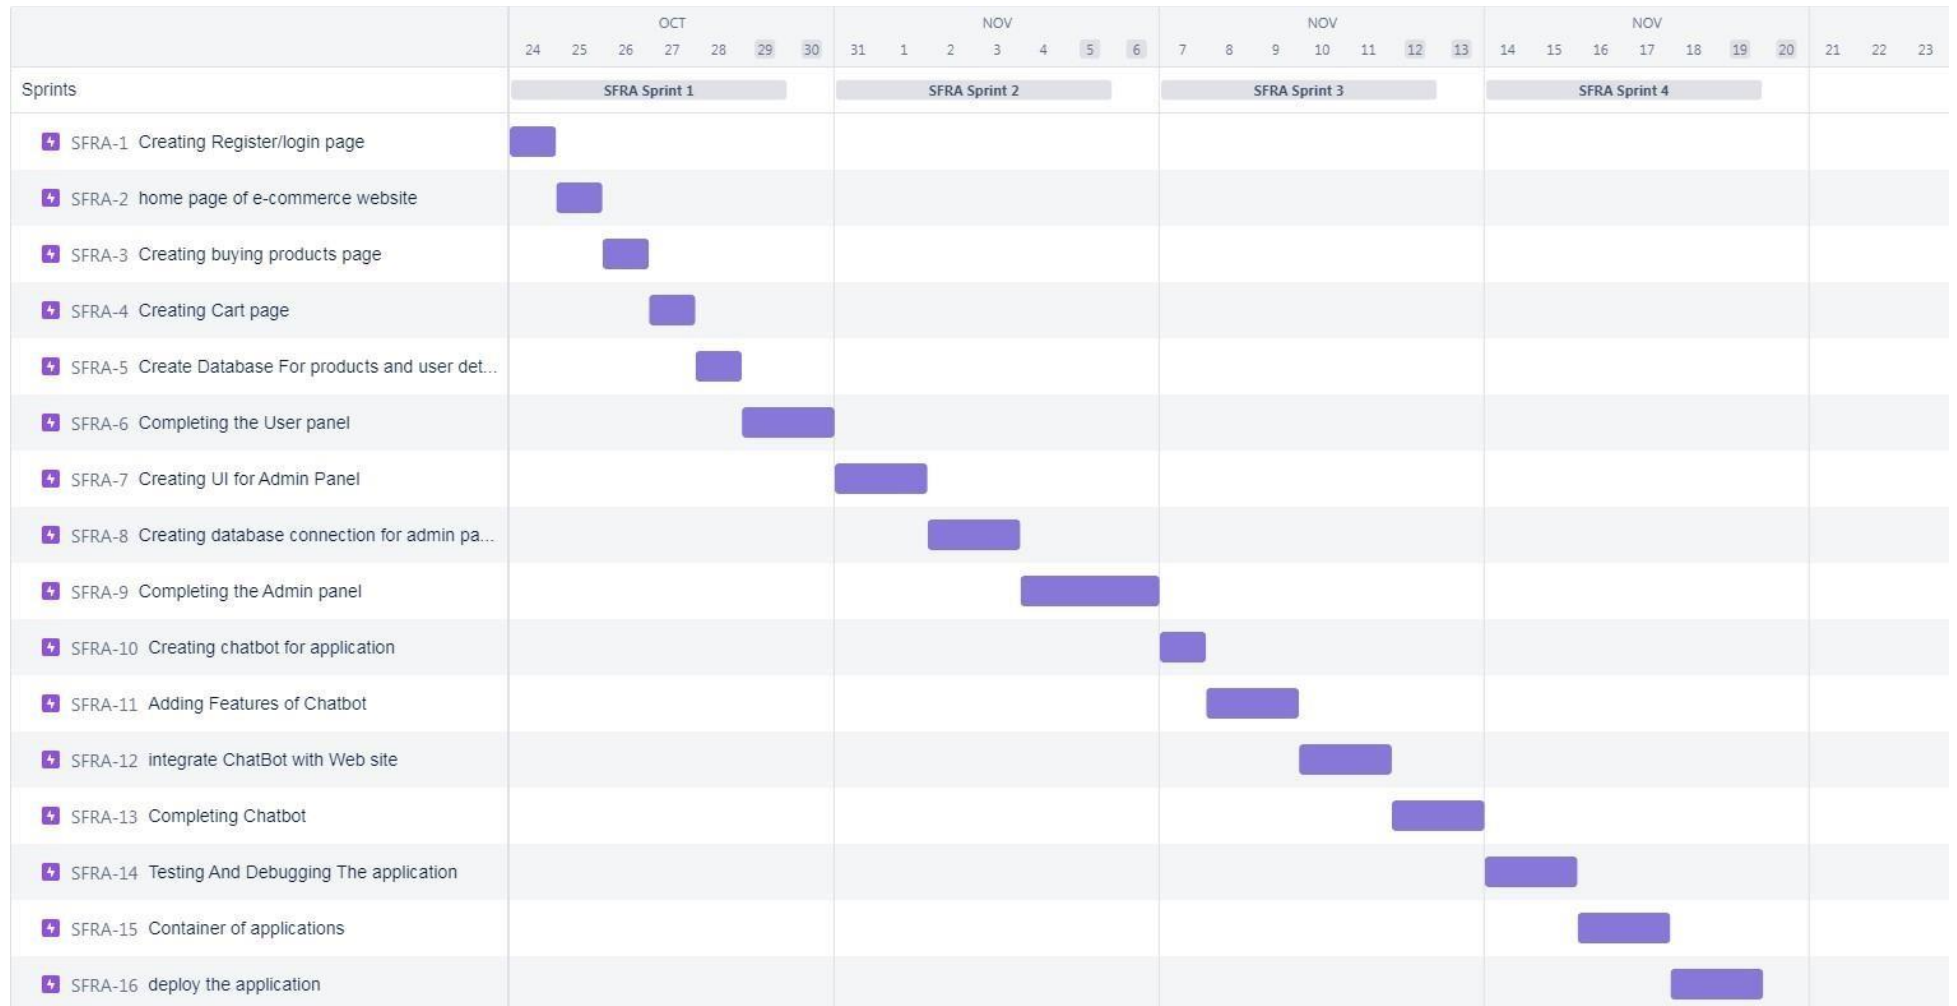 OCT NOV NOV NOV
24 25 26 27 28 29 30 31 1 2 3 4 5 6 7 8 9 10 11 12 13 14 15 16 17 18 19 20 21 22 23
Sprints SFRA Sprint 1 SFRA Sprint 2 SFRA Sprint 3 SFRA Sprint 4
SFRA-1 Creating Register/login page
SFRA-2 home page of e-commerce website
SFRA-3 Creating buying products page
SFRA-4 Creating Cart page
SFRA-5 Create Database For products and user det...
SFRA-6 Completing the User panel
SFRA-7 Creating UI for Admin Panel
SFRA-8 Creating database connection for admin pa...
SFRA-9 Completing the Admin panel
SFRA-10 Creating chatbot for application
SFRA-11 Adding Features of Chatbot
SFRA-12 integrate ChatBot with Web site
SFRA-13 Completing Chatbot
SFRA-14 Testing And Debugging The application
SFRA-15 Container of applications
SFRA-16 deploy the application